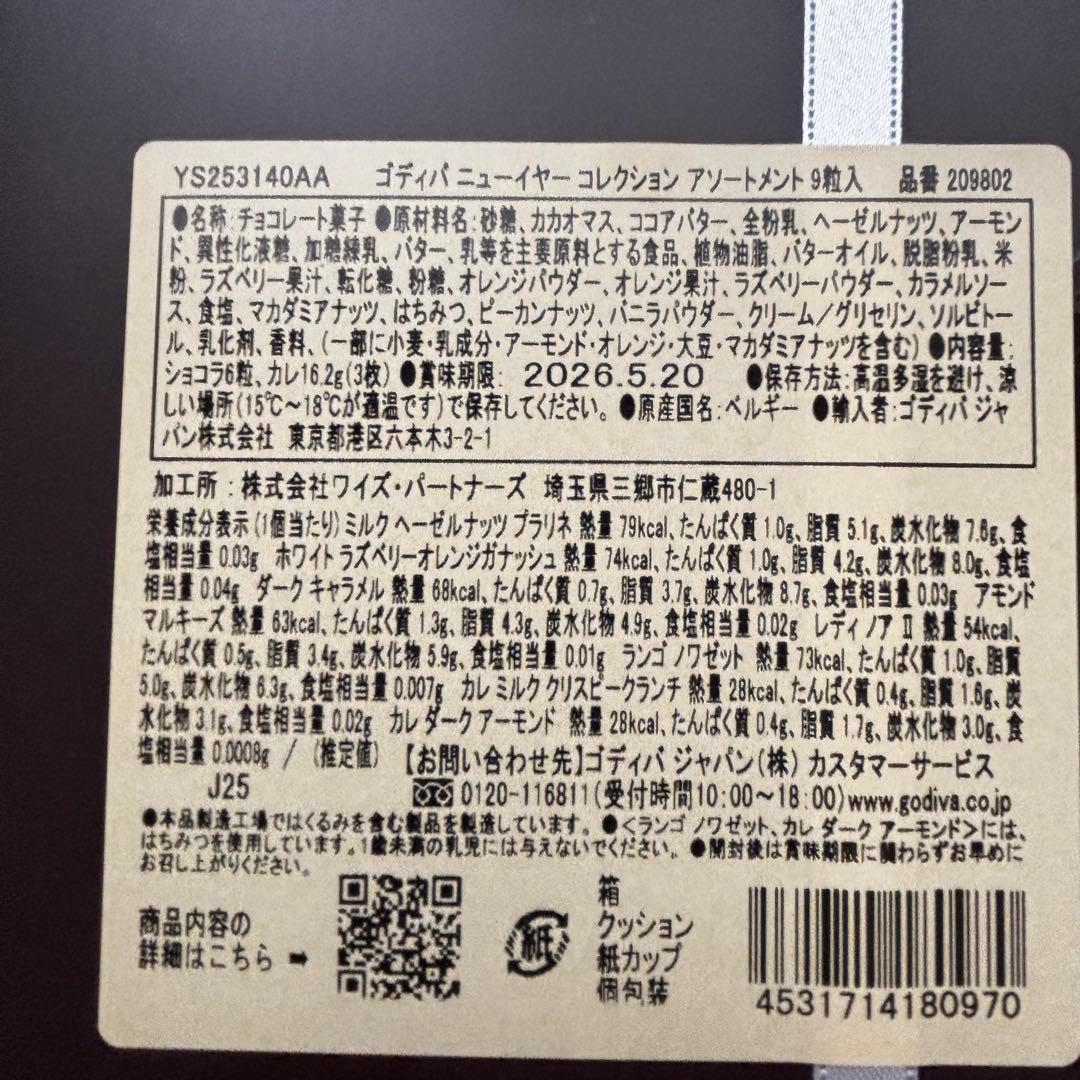 YS253140AA ゴディバ ニューイヤー コレクション アソートメント 9粒入 品番 209802
●名称:チョコレート菓子 ●原材料名:砂糖、カカオマス、ココアバター、全粉乳、ヘーゼルナッツ、アーモン
ド、異性化液糖、加糖練乳、バター、乳等を主要原料とする食品、植物油脂、バターオイル、脱脂粉乳、米
粉、ラズベリー果汁、転化糖、粉糖、オレンジパウダー、オレンジ果汁、ラズベリーパウダー、カラメルソー
ス、食塩、マカダミアナッツ、はちみつ、ピーカンナッツ、バニラパウダー、クリーム/グリセリン、ソルビトー
ル、乳化剤、香料、(一部に小麦・乳成分・アーモンド・オレンジ・大豆・マカダミアナッツを含む) ●内容量:
ショコラ6粒、カレ16.2g(3枚) ●賞味期限: 2026.5.20 ●保存方法:高温多湿を避け、涼
しい場所(15℃~18℃が適温です)で保存してください。 ●原産国名:ベルギー ●輸入者:ゴディバ ジャ
パン株式会社 東京都港区六本木3-2-1
加工所:株式会社ワイズ・パートナーズ 埼玉県三郷市仁蔵480-1
栄養成分表示(1個当たり)ミルク ヘーゼルナッツ プラリネ 熱量 79kcal、たんぱく質 1.0g、脂質 5.1g、炭水化物 7.6g、食
塩相当量 0.03g ホワイト ラズベリーオレンジガナッシュ 熱量 74kcal、たんぱく質 1.0g、脂質 4.2g、炭水化物 8.0g、食塩
相当量 0.04g ダーク キャラメル 熱量 68kcal、たんぱく質 0.7g、脂質 3.7g、炭水化物 8.7g、食塩相当量 0.03g アモンド
マルキーズ 熱量 63kcal、たんぱく質 1.3g、脂質 4.3g、炭水化物 4.9g、食塩相当量 0.02g レディ ノア Ⅱ 熱量 54kcal、
たんぱく質 0.5g、脂質 3.4g、炭水化物 5.9g、食塩相当量 0.01g ランゴ ノワゼット 熱量 73kcal、たんぱく質 1.0g、脂質
5.0g、炭水化物 6.3g、食塩相当量 0.007g カレ ミルク クリスピークランチ 熱量 28kcal、たんぱく質 0.4g、脂質 1.6g、炭
水化物 3.1g、食塩相当量 0.02g カレ ダーク アーモンド 熱量 28kcal、たんぱく質 0.4g、脂質 1.7g、炭水化物 3.0g、食
塩相当量 0.0008g / (推定値) 【お問い合わせ先】ゴディバ ジャパン(株) カスタマーサービス
J25 0120-116811(受付時間10:00~18:00)www.godiva.co.jp
●本品製造工場ではくるみを含む製品を製造しています。 ●<ランゴ ノワゼット、カレ ダーク アーモンド>には、
はちみつを使用しています。1歳未満の乳児には与えないでください。 ●開封後は賞味期限に関わらずお早めに
お召し上がりください。
商品内容の
詳細はこちら ➡
紙
箱
クッション
紙カップ
個包装
4531714180970